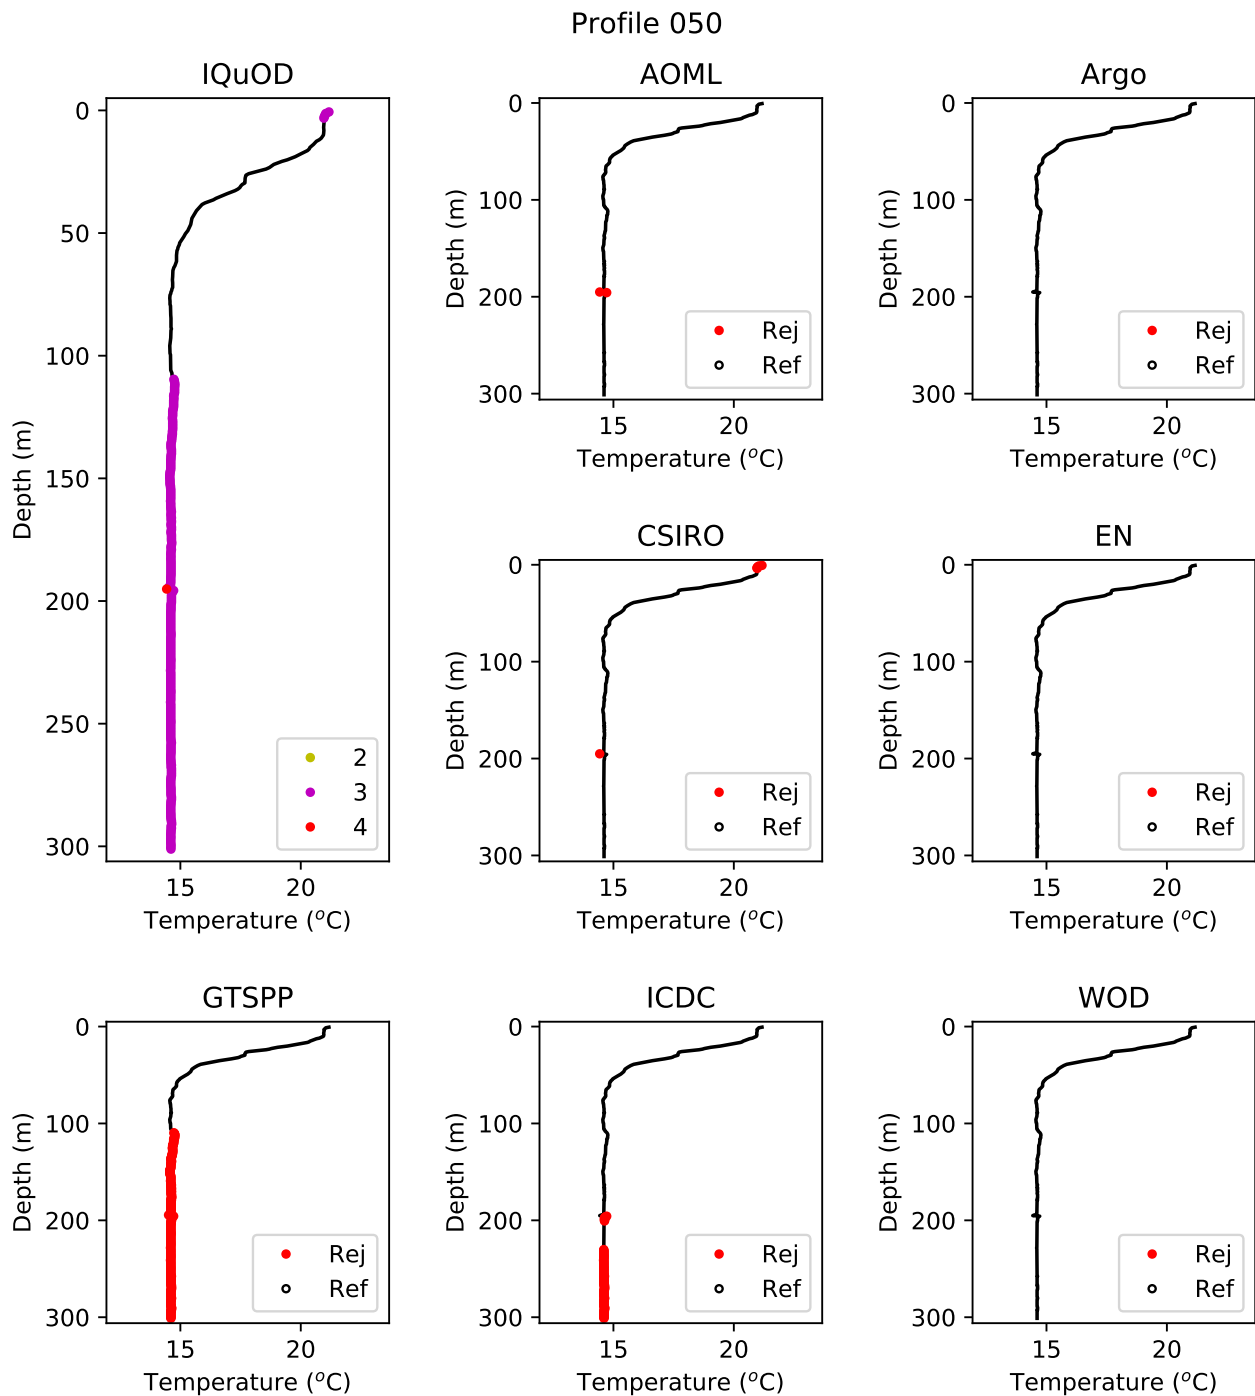 Profile 050
IQuOD
0
50
100
150
200
250
300
Depth (m)
15 20
Temperature (°C)
2
3
4
AOML
0
100
200
300
Depth (m)
15 20
Temperature (°C)
Rej
Ref
Argo
0
100
200
300
Depth (m)
15 20
Temperature (°C)
Rej
Ref
CSIRO
0
100
200
300
Depth (m)
15 20
Temperature (°C)
Rej
Ref
EN
0
100
200
300
Depth (m)
15 20
Temperature (°C)
Rej
Ref
GTSPP
0
100
200
300
Depth (m)
15 20
Temperature (°C)
Rej
Ref
ICDC
0
100
200
300
Depth (m)
15 20
Temperature (°C)
Rej
Ref
WOD
0
100
200
300
Depth (m)
15 20
Temperature (°C)
Rej
Ref